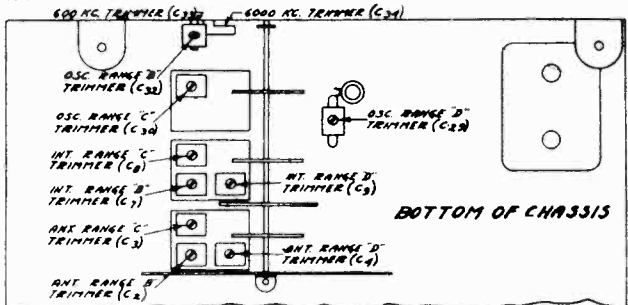 600 KC. TRIMMER (C33) 6000 KC. TRIMMER (C31)
OSC. RANGE "B"
TRIMMER (C32)
OSC. RANGE "C"
TRIMMER (C30)
OSC. RANGE "D"
TRIMMER (C29)
INT. RANGE "C"
TRIMMER (C8)
INT. RANGE "B"
TRIMMER (C7)
INT. RANGE "D"
TRIMMER (C9)
BOTTOM OF CHASSIS
ANT. RANGE "C"
TRIMMER (C3)
ANT. RANGE "D"
TRIMMER (C4)
ANT. RANGE B
TRIMMER (C2)